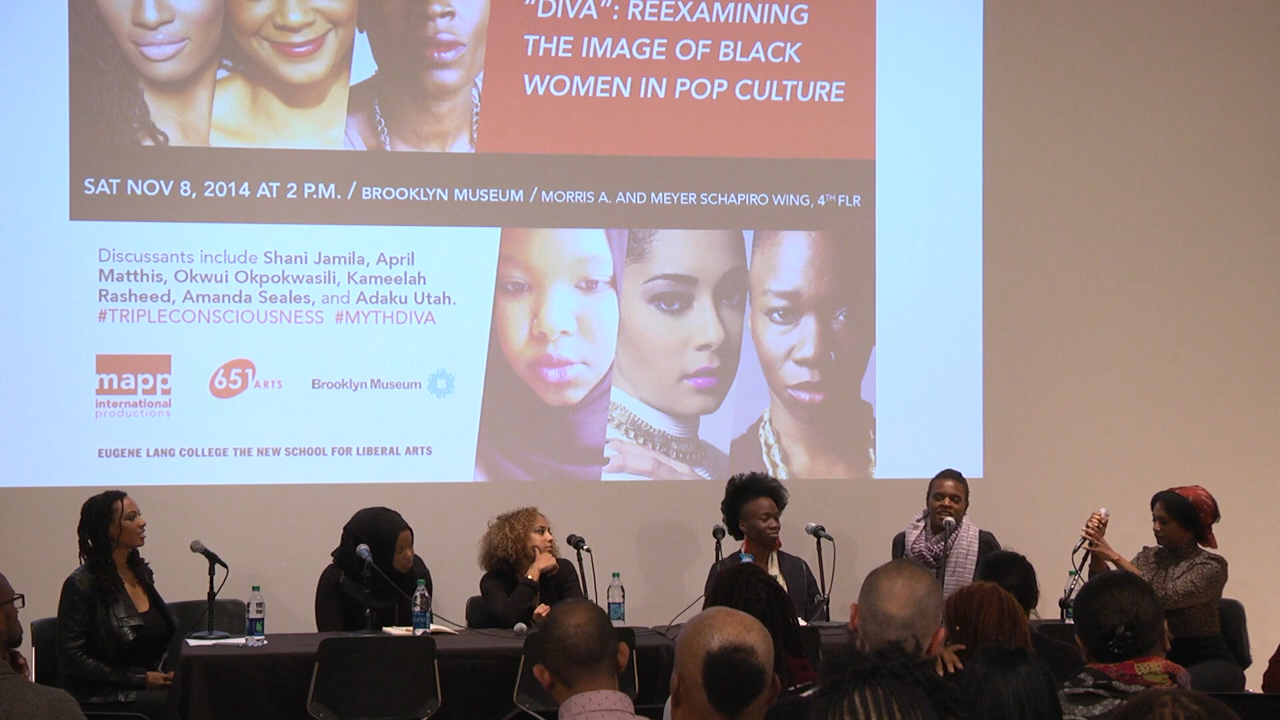 "DIVA": REEXAMINING
THE IMAGE OF BLACK
WOMEN IN POP CULTURE
SAT NOV 8, 2014 AT 2 P.M. / BROOKLYN MUSEUM / MORRIS A. AND MEYER SCHAPIRO WING, 4TH FLR
Discussants include Shani Jamila, April
Matthis, Okwui Okpokwasili, Kameelah
Rasheed, Amanda Seales, and Adaku Utah.
#TRIPLECONSCIOUSNESS #MYTHDIVA
mapp
international
productions
651 ARTS
Brooklyn Museum
EUGENE LANG COLLEGE THE NEW SCHOOL FOR LIBERAL ARTS